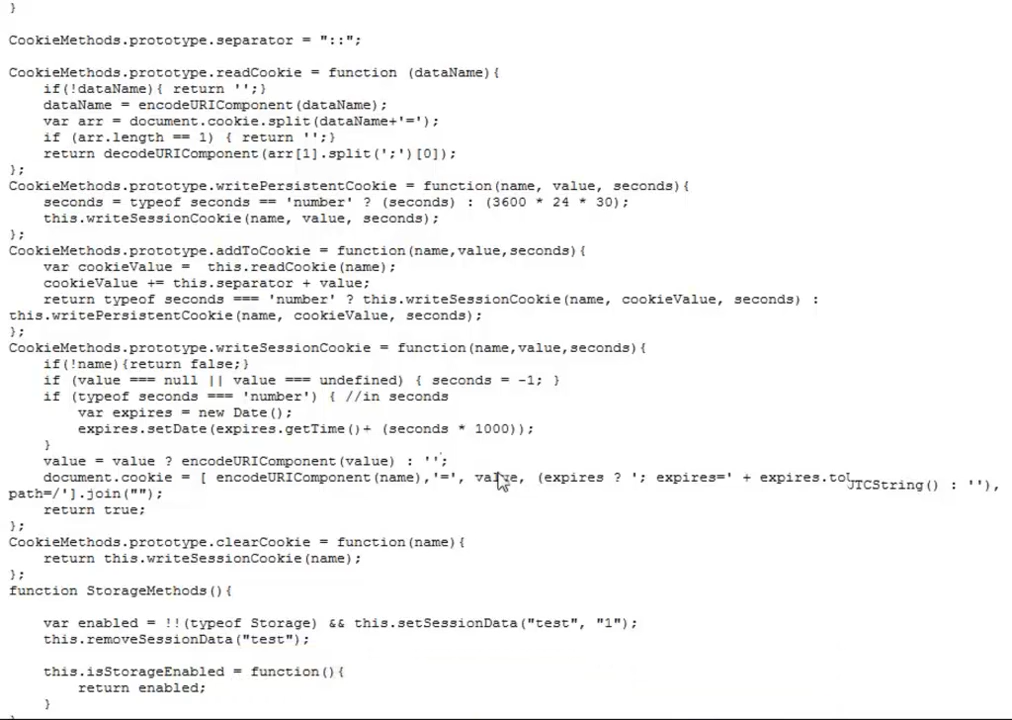 }
CookieMethods.prototype.separator = "::";
CookieMethods.prototype.readCookie = function (dataName){
if(!dataName){ return '';}
dataName = encodeURIComponent(dataName);
var arr = document.cookie.split(dataName+'=');
if (arr.length == 1) { return '';}
return decodeURIComponent(arr[1].split(';')[0]);
};
CookieMethods.prototype.writePersistentCookie = function(name, value, seconds){
seconds = typeof seconds == 'number' ? (seconds) : (3600 * 24 * 30);
this.writeSessionCookie(name, value, seconds);
};
CookieMethods.prototype.addToCookie = function(name,value,seconds){
var cookieValue =  this.readCookie(name);
cookieValue += this.separator + value;
return typeof seconds === 'number' ? this.writeSessionCookie(name, cookieValue, seconds) :
this.writePersistentCookie(name, cookieValue, seconds);
};
CookieMethods.prototype.writeSessionCookie = function(name,value,seconds){
if(!name){return false;}
if (value === null || value === undefined) { seconds = -1; }
if (typeof seconds === 'number') { //in seconds
var expires = new Date();
expires.setDate(expires.getTime()+ (seconds * 1000));
}
value = value ? encodeURIComponent(value) : '';
document.cookie = [ encodeURIComponent(name),'=', value, (expires ? '; expires=' + expires.toUTCString() : ''),
path=/'].join("");
return true;
};
CookieMethods.prototype.clearCookie = function(name){
return this.writeSessionCookie(name);
};
function StorageMethods(){
var enabled = !!(typeof Storage) && this.setSessionData("test", "1");
this.removeSessionData("test");
this.isStorageEnabled = function(){
return enabled;
}